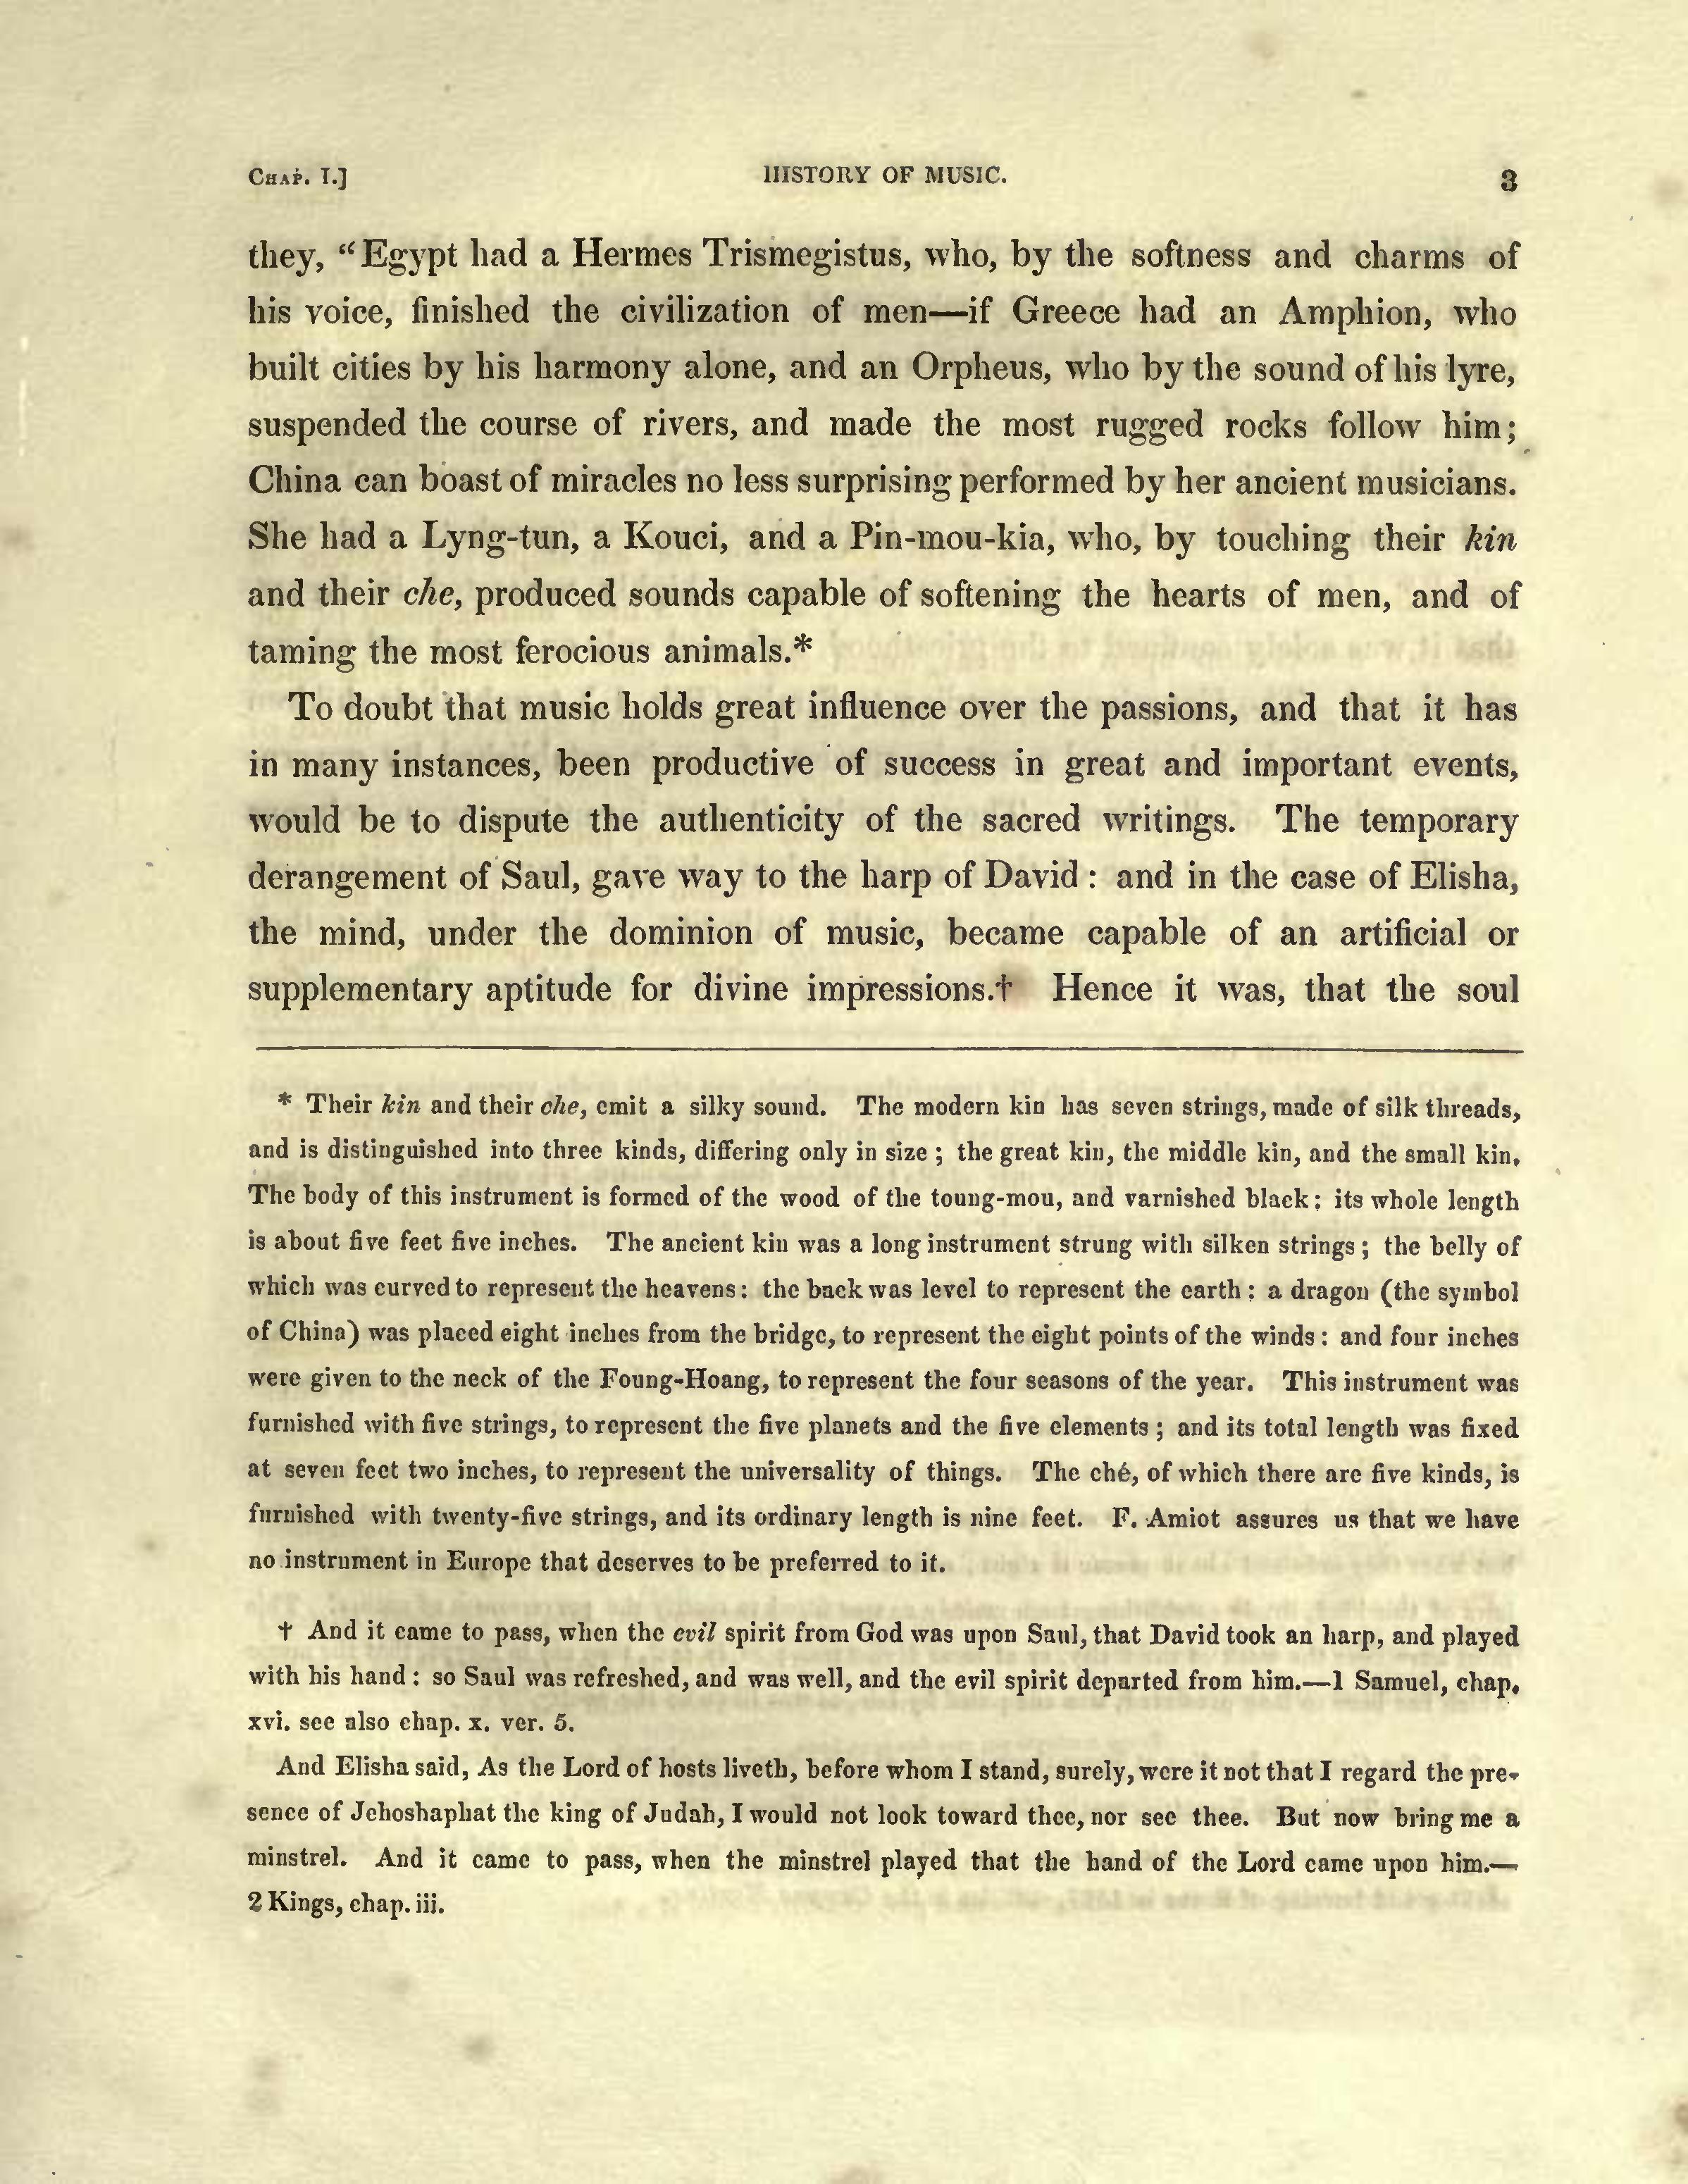 Chap. I.] HISTORY OF MUSIC. 3
they, "Egypt had a Hermes Trismegistus, who, by the softness and charms of
his voice, finished the civilization of men—if Greece had an Amphion, who
built cities by his harmony alone, and an Orpheus, who by the sound of his lyre,
suspended the course of rivers, and made the most rugged rocks follow him;
China can boast of miracles no less surprising performed by her ancient musicians.
She had a Lyng-tun, a Kouci, and a Pin-mou-kia, who, by touching their kin
and their che, produced sounds capable of softening the hearts of men, and of
taming the most ferocious animals.*
To doubt that music holds great influence over the passions, and that it has
in many instances, been productive of success in great and important events,
would be to dispute the authenticity of the sacred writings. The temporary
derangement of Saul, gave way to the harp of David : and in the case of Elisha,
the mind, under the dominion of music, became capable of an artificial or
supplementary aptitude for divine impressions.† Hence it was, that the soul
* Their kin and their che, emit a silky sound. The modern kin has seven strings, made of silk threads,
and is distinguished into three kinds, differing only in size ; the great kin, the middle kin, and the small kin.
The body of this instrument is formed of the wood of the toung-mou, and varnished black; its whole length
is about five feet five inches. The ancient kin was a long instrument strung with silken strings ; the belly of
which was curved to represent the heavens : the back was level to represent the earth ; a dragon (the symbol
of China) was placed eight inches from the bridge, to represent the eight points of the winds : and four inches
were given to the neck of the Foung-Hoang, to represent the four seasons of the year. This instrument was
furnished with five strings, to represent the five planets and the five elements ; and its total length was fixed
at seven feet two inches, to represent the universality of things. The ché, of which there are five kinds, is
furnished with twenty-five strings, and its ordinary length is nine feet. F. Amiot assures us that we have
no instrument in Europe that deserves to be preferred to it.
† And it came to pass, when the evil spirit from God was upon Saul, that David took an harp, and played
with his hand : so Saul was refreshed, and was well, and the evil spirit departed from him.—1 Samuel, chap.
xvi. see also chap. x. ver. 5.
And Elisha said, As the Lord of hosts liveth, before whom I stand, surely, were it not that I regard the pre-
sence of Jehoshaphat the king of Judah, I would not look toward thee, nor see thee. But now bring me a
minstrel. And it came to pass, when the minstrel played that the hand of the Lord came upon him.—
2 Kings, chap. iii.